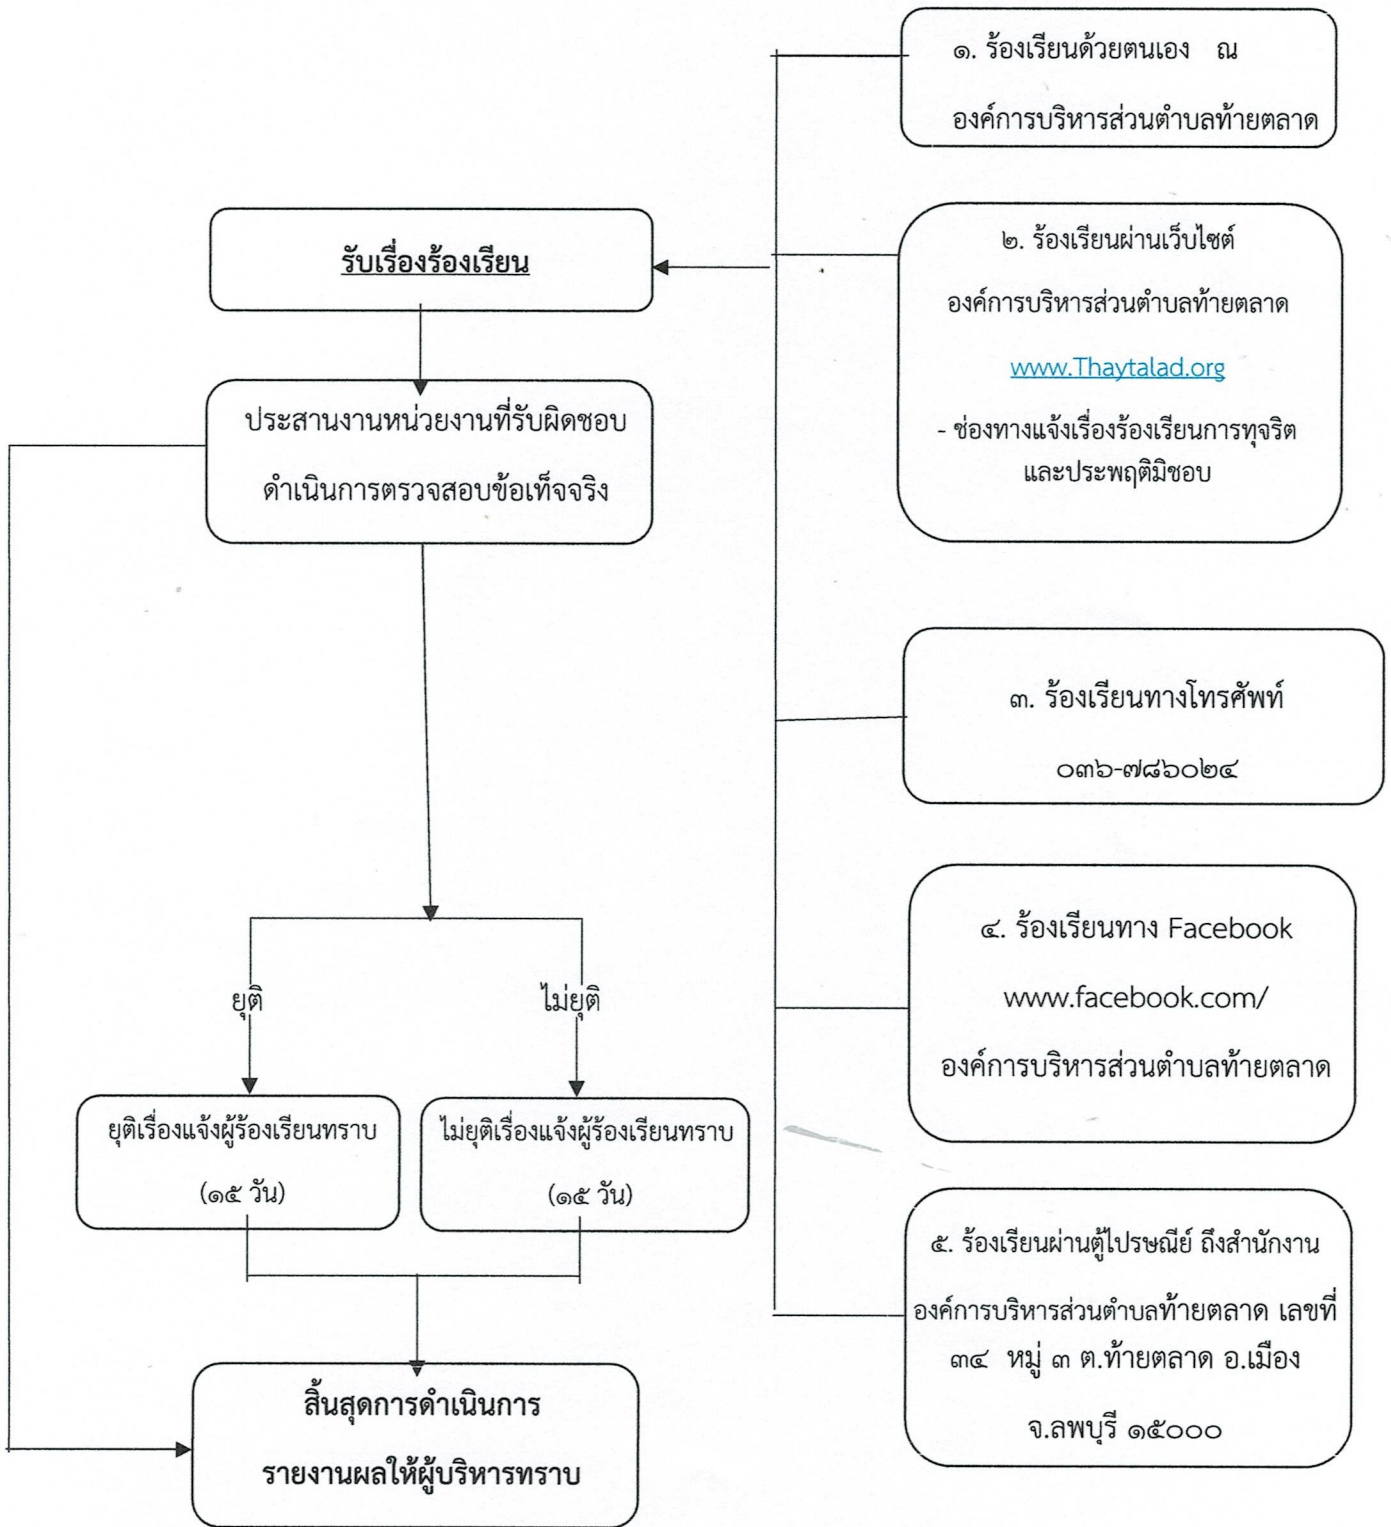 ๑. ร้องเรียนด้วยตนเอง ณ
องค์การบริหารส่วนตำบลท้ายตลาด
๒. ร้องเรียนผ่านเว็บไซต์
องค์การบริหารส่วนตำบลท้ายตลาด
www.Thaytalad.org
- ช่องทางแจ้งเรื่องร้องเรียนการทุจริต
และประพฤติมิชอบ
๓. ร้องเรียนทางโทรศัพท์
๐๓๖-๗๘๖๐๒๔
๔. ร้องเรียนทาง Facebook
www.facebook.com/
องค์การบริหารส่วนตำบลท้ายตลาด
๕. ร้องเรียนผ่านตู้ไปรษณีย์ ถึงสำนักงาน
องค์การบริหารส่วนตำบลท้ายตลาด เลขที่
๓๔ หมู่ ๓ ต.ท้ายตลาด อ.เมือง
จ.ลพบุรี ๑๕๐๐๐
รับเรื่องร้องเรียน
ประสานงานหน่วยงานที่รับผิดชอบ
ดำเนินการตรวจสอบข้อเท็จจริง
ยุติ
ไม่ยุติ
ยุติเรื่องแจ้งผู้ร้องเรียนทราบ
(๑๕ วัน)
ไม่ยุติเรื่องแจ้งผู้ร้องเรียนทราบ
(๑๕ วัน)
สิ้นสุดการดำเนินการ
รายงานผลให้ผู้บริหารทราบ